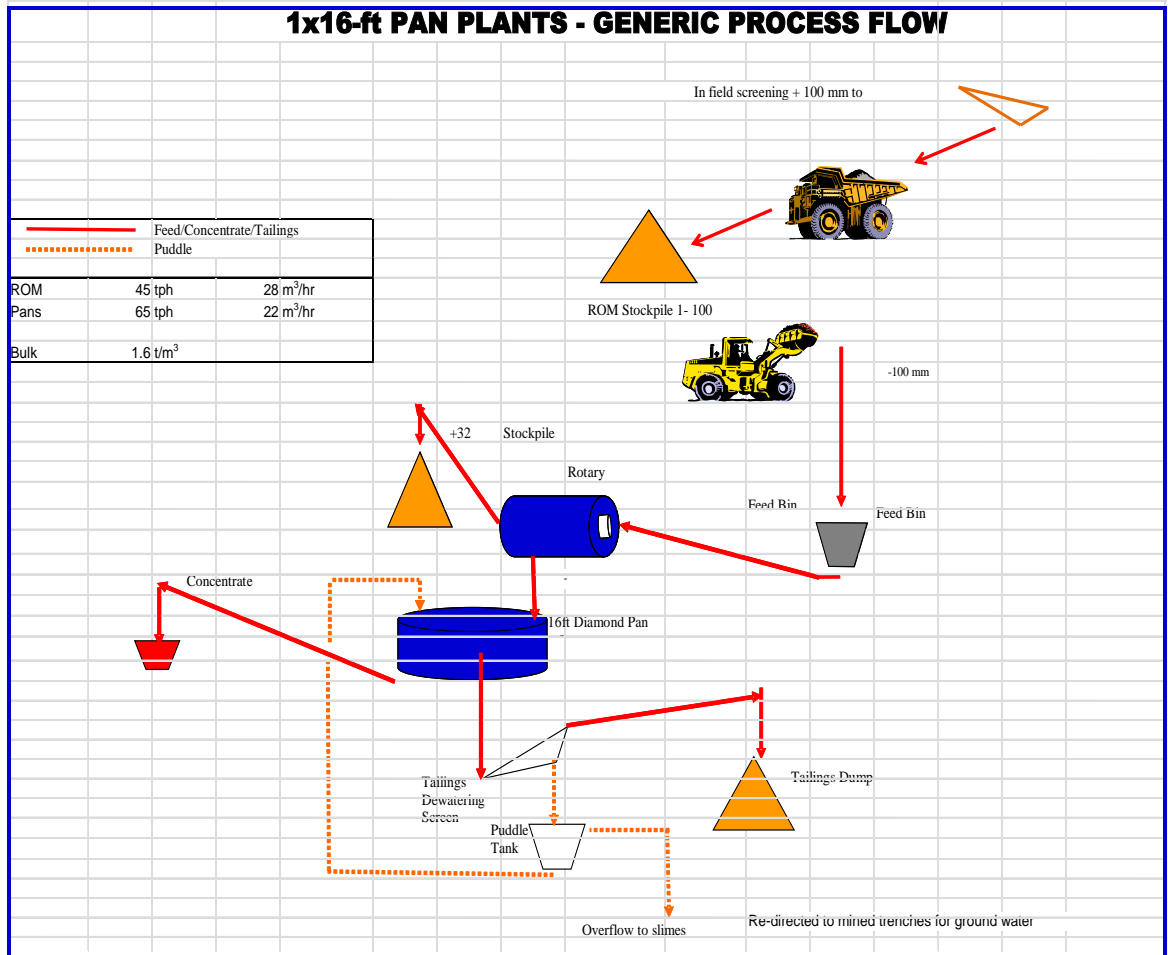 1x16-ft PAN PLANTS - GENERIC PROCESS FLOW
In field screening + 100 mm to
Feed/Concentrate/Tailings
Puddle
ROM 45 tph 28 m³/hr
Pans 65 tph 22 m³/hr
Bulk 1.6 t/m³
ROM Stockpile 1- 100
-100 mm
+32 Stockpile
Rotary
Feed Bin
Feed Bin
Concentrate
-
16ft Diamond Pan
-
Tailings
Dewatering
Screen
Tailings Dump
Puddle
Tank
Overflow to slimes
Re-directed to mined trenches for ground water